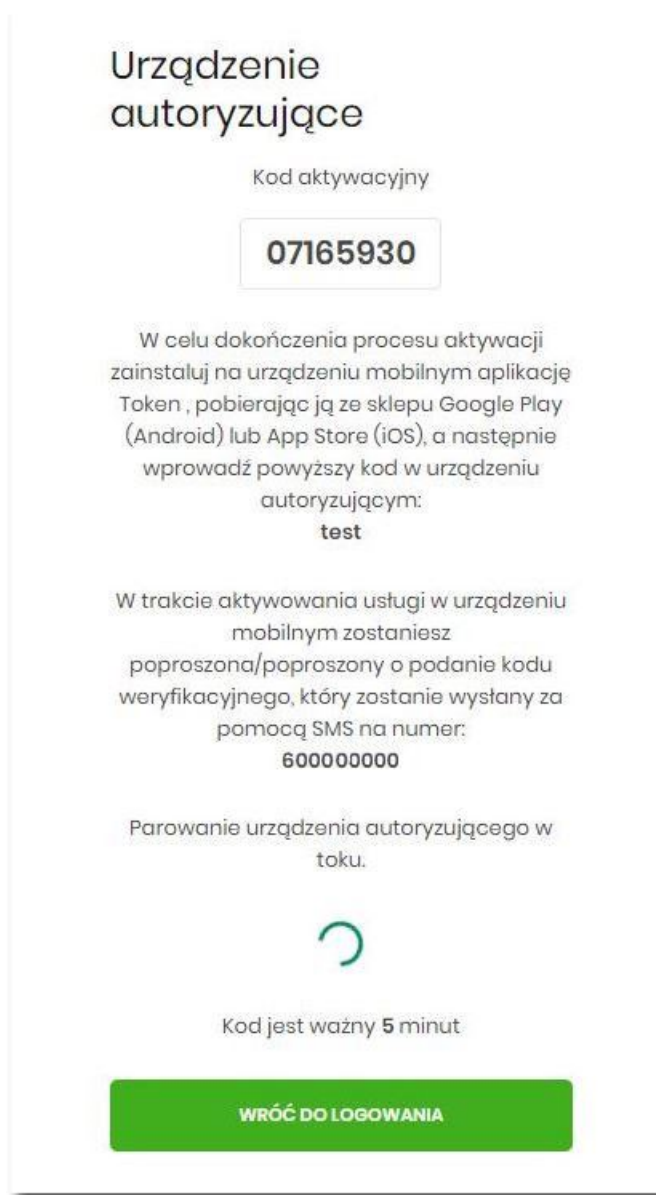 Urządzenie
autoryzujące
Kod aktywacyjny
07165930
W celu dokończenia procesu aktywacji
zainstaluj na urządzeniu mobilnym aplikację
Token , pobierając ją ze sklepu Google Play
(Android) lub App Store (iOS), a następnie
wprowadź powyższy kod w urządzeniu
autoryzującym:
test
W trakcie aktywowania usługi w urządzeniu
mobilnym zostaniesz
poproszona/poproszony o podanie kodu
weryfikacyjnego, który zostanie wysłany za
pomocą SMS na numer:
600000000
Parowanie urządzenia autoryzującego w
toku.
Kod jest ważny 5 minut
WRÓĆ DO LOGOWANIA